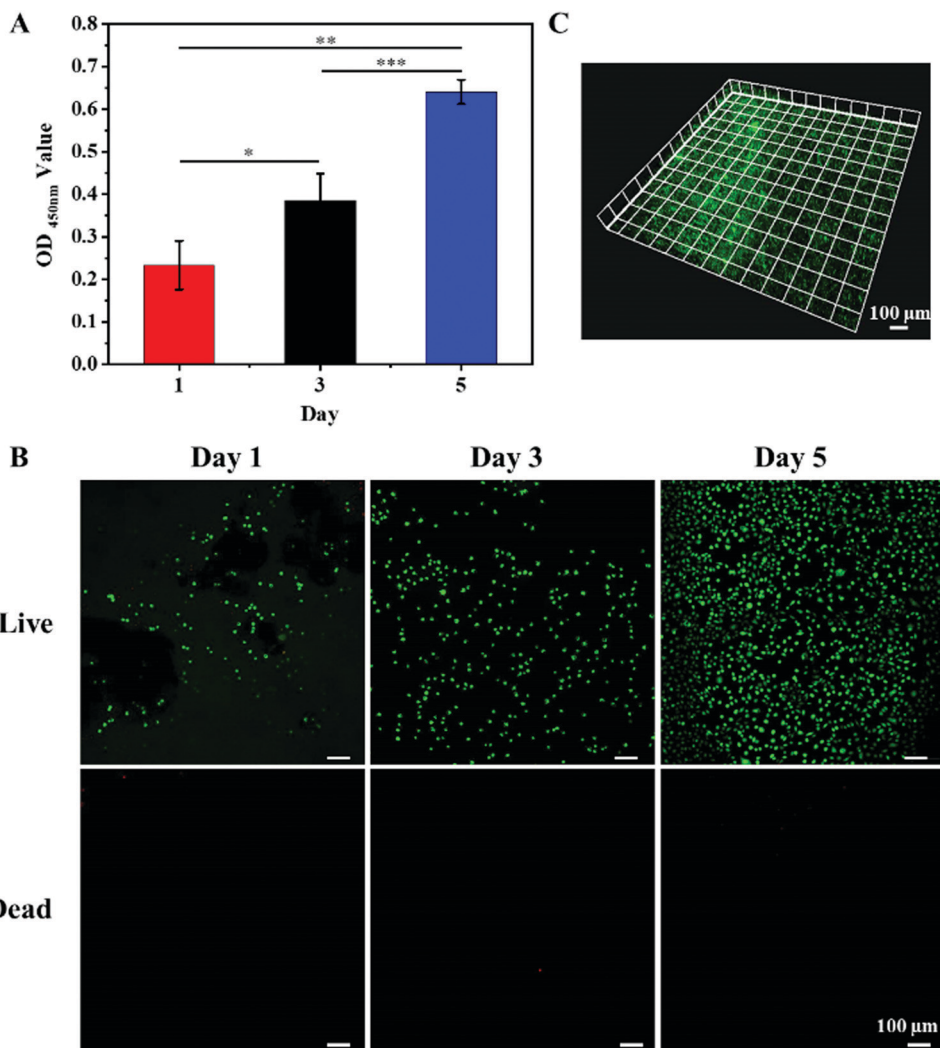 A
0.8
0.7
0.6
0.5
0.4
0.3
0.2
0.1
0.0
OD 450nm Value
**
***
*
1 3 5
Day
C
100 μm
B
Day 1 Day 3 Day 5
Live
Dead
100 μm